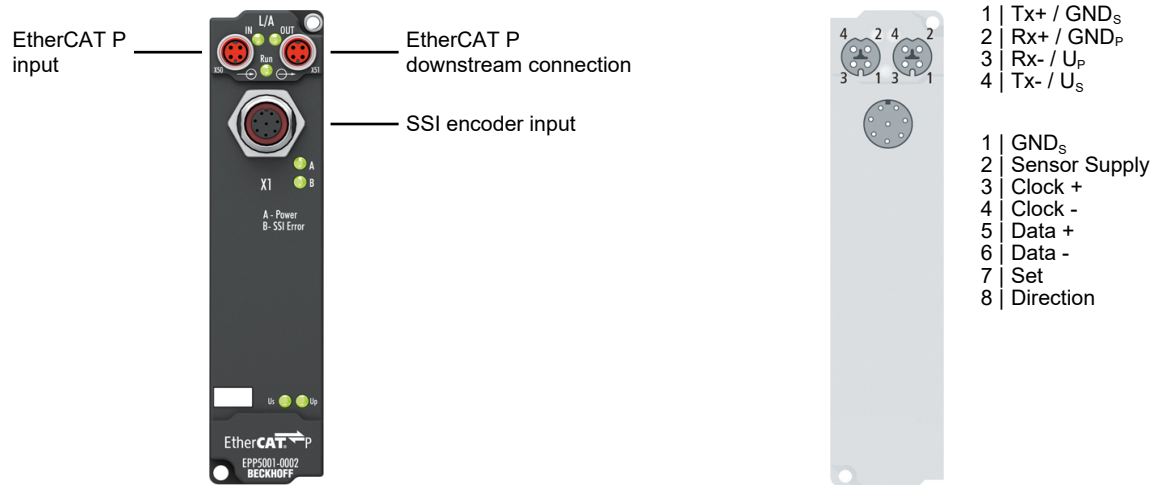 EtherCAT P
input
L/A
IN
OUT
Run
X50
X51
EtherCAT P
downstream connection
SSI encoder input
A
B
X1
A - Power
B- SSI Error
Us
Up
EtherCAT P
EPP5001-0002
BECKHOFF
4 2 4 2
3 1 3 1
1 | Tx+ / GNDS
2 | Rx+ / GNDP
3 | Rx- / UP
4 | Tx- / US
1 | GNDS
2 | Sensor Supply
3 | Clock +
4 | Clock -
5 | Data +
6 | Data -
7 | Set
8 | Direction